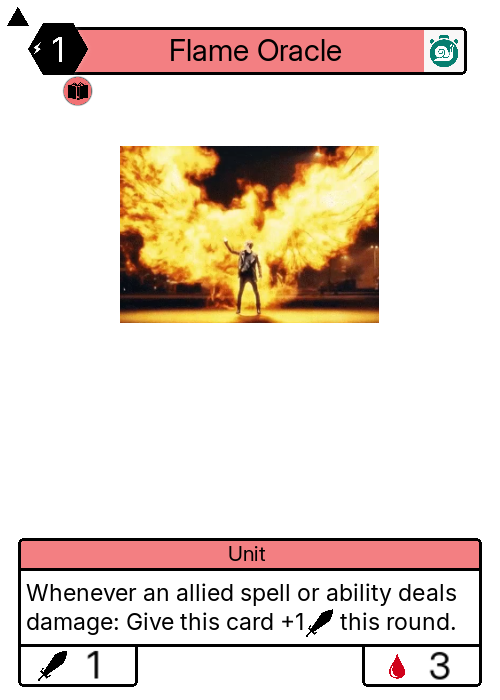 1
Flame Oracle
Unit
Whenever an allied spell or ability deals
damage: Give this card +1 this round.
1
3